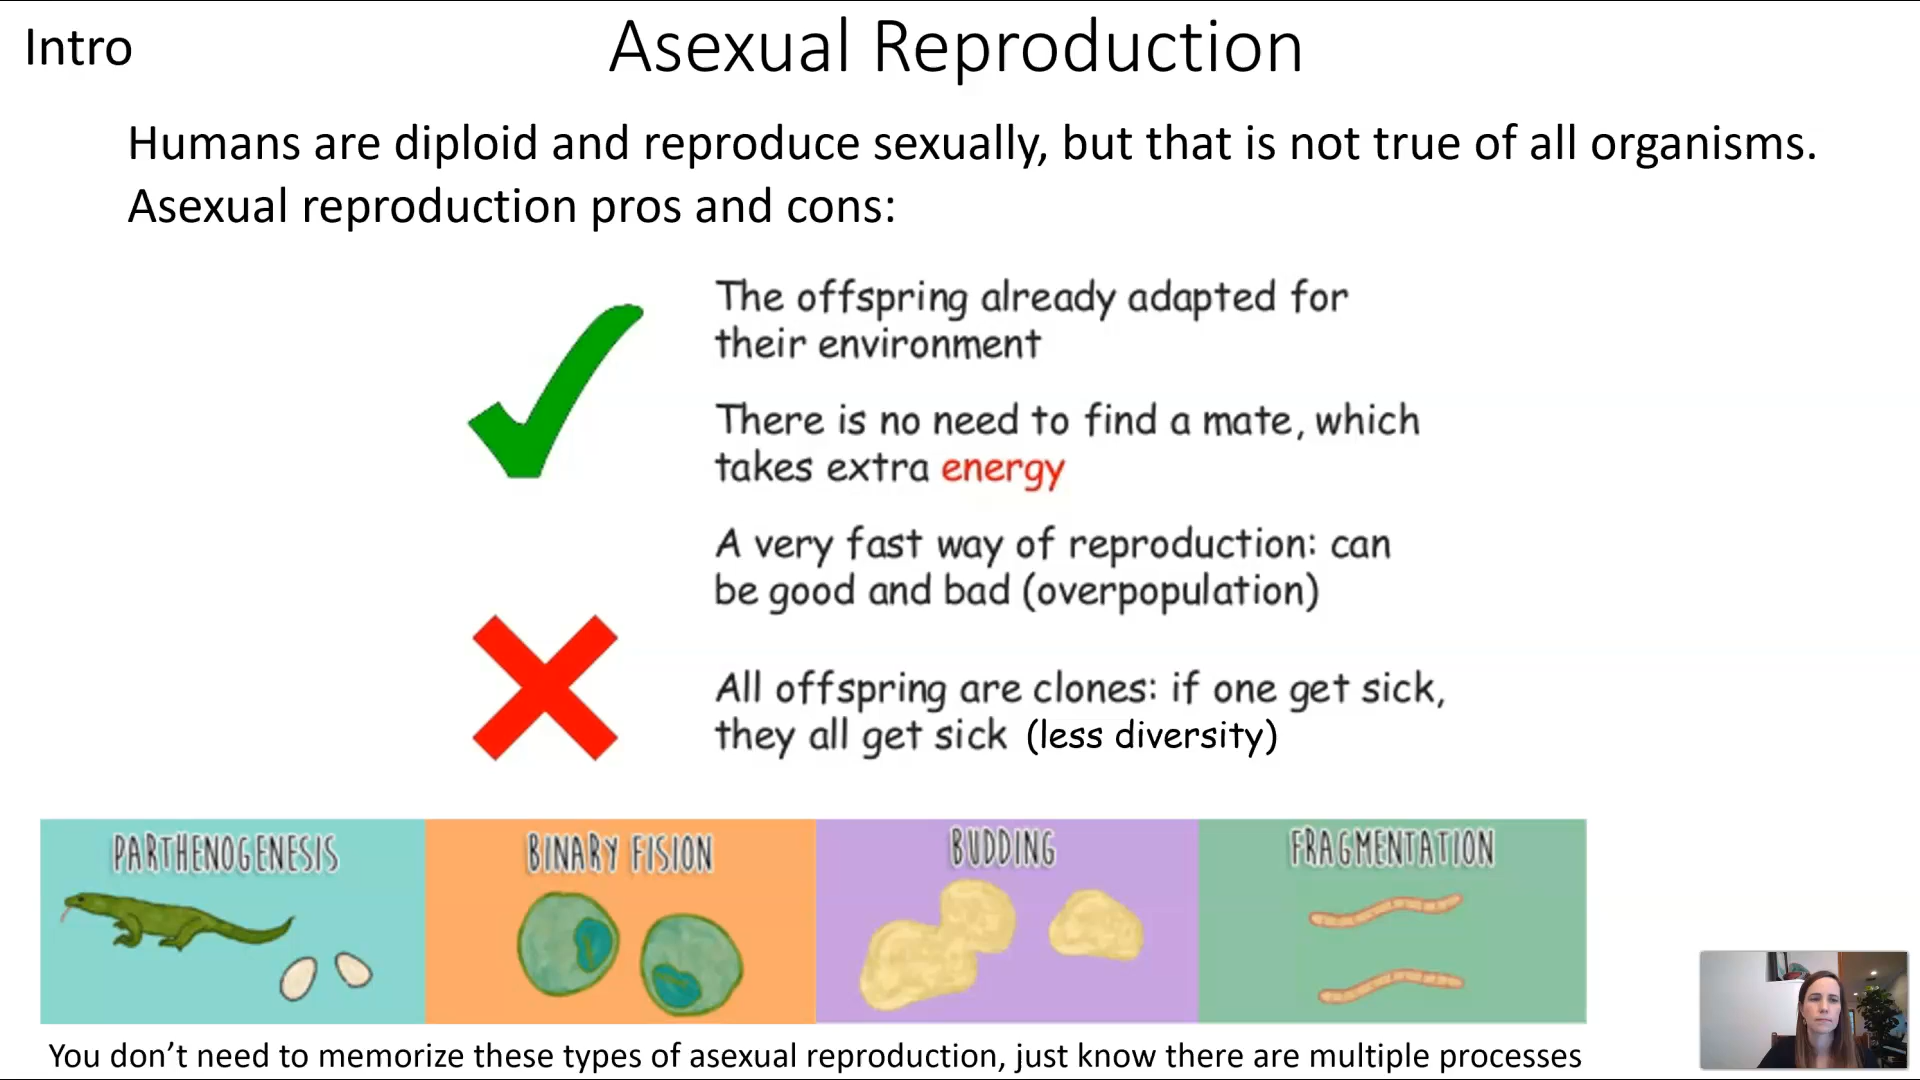 Intro
Asexual Reproduction
Humans are diploid and reproduce sexually, but that is not true of all organisms.
Asexual reproduction pros and cons:
The offspring already adapted for
their environment
There is no need to find a mate, which
takes extra energy
A very fast way of reproduction: can
be good and bad (overpopulation)
All offspring are clones: if one get sick,
they all get sick (less diversity)
PARTHENOGENESIS
BINARY FISION
BUDDING
FRAGMENTATION
You don’t need to memorize these types of asexual reproduction, just know there are multiple processes